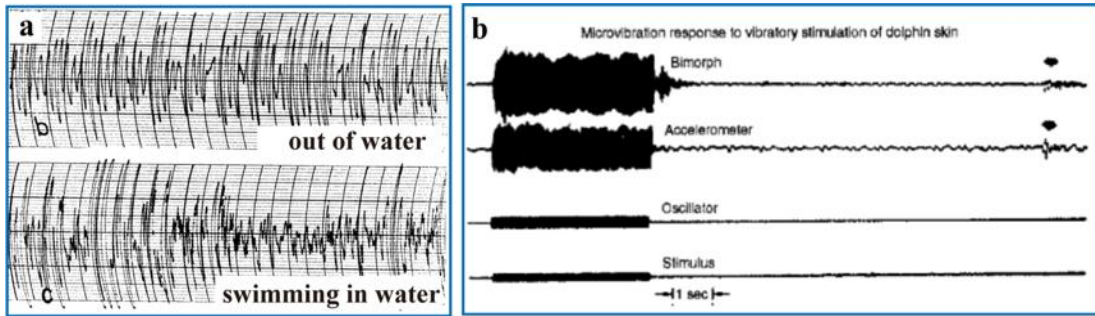 a
b
out of water
c
swimming in water
b
Microvibration response to vibratory stimulation of dolphin skin
Bimorph
Accelerometer
Oscillator
Stimulus
1 sec